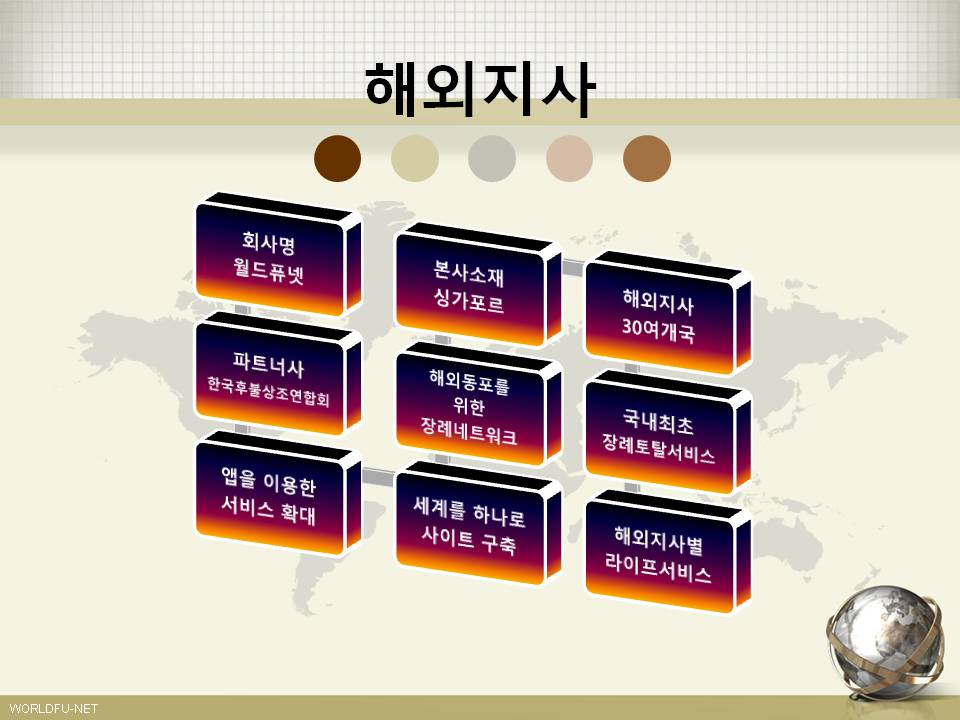 해외지사
회사명
월드퓨넷
본사소재
싱가포르
해외지사
30여개국
파트너사
한국후불상조연합회
해외동포를
위한
장례네트워크
국내최초
장례토탈서비스
앱을 이용한
서비스 확대
세계를 하나로
사이트 구축
해외지사별
라이프서비스
WORLDFU-NET